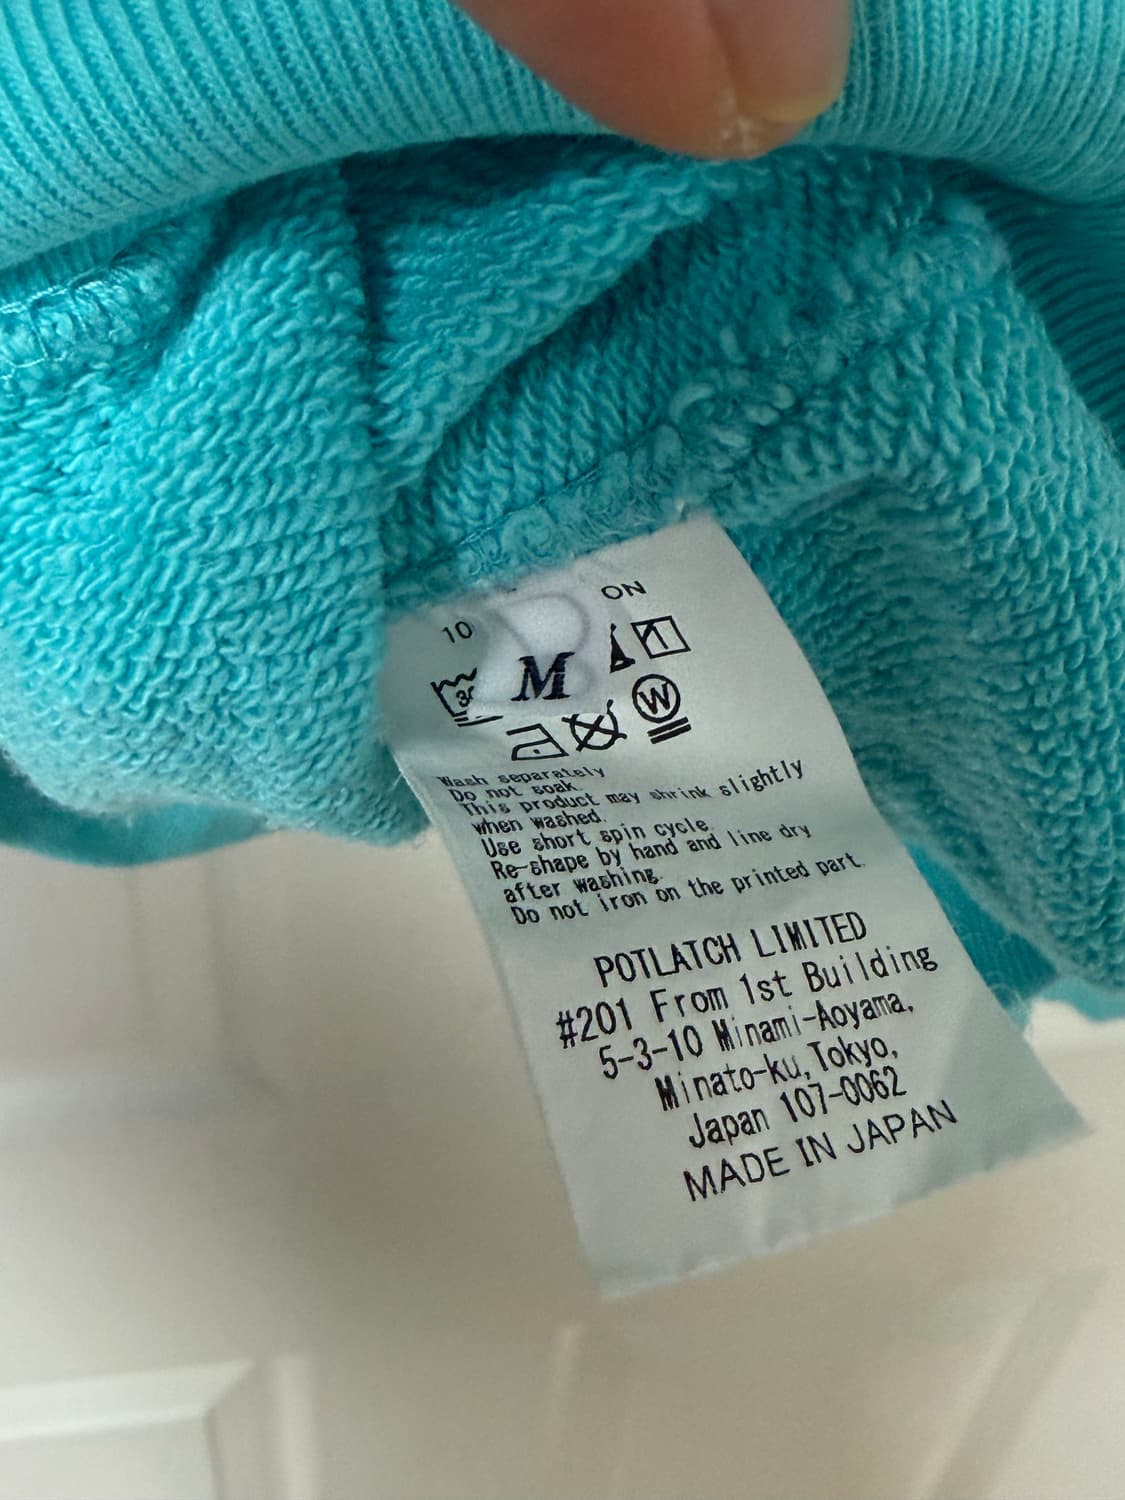 10
ON
M
30
W
Wash separately
Do not soak.
This product may shrink slightly
when washed.
Use short spin cycle.
Re-shape by hand and line dry
after washing.
Do not iron on the printed part.
POTLATCH LIMITED
#201 From 1st Building
5-3-10 Minami-Aoyama,
Minato-ku, Tokyo,
Japan 107-0062
MADE IN JAPAN